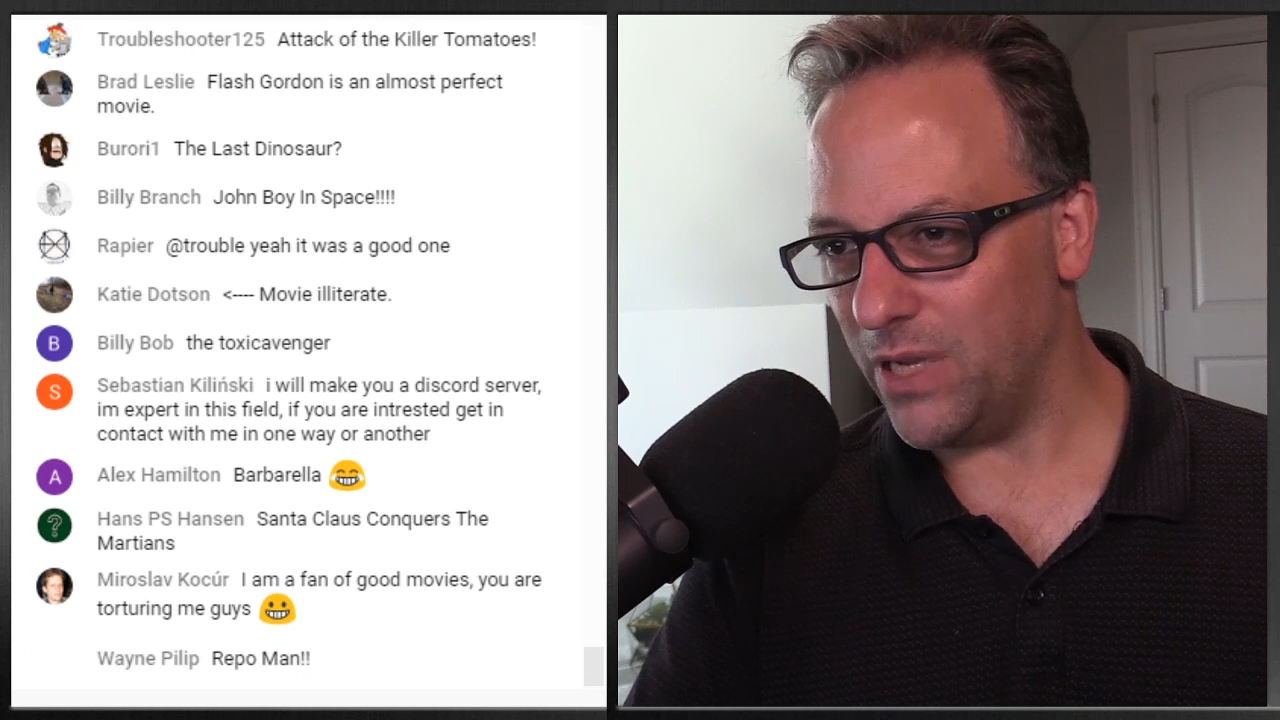 Troubleshooter125 Attack of the Killer Tomatoes!
Brad Leslie Flash Gordon is an almost perfect
movie.
Burori1 The Last Dinosaur?
Billy Branch John Boy In Space!!!!
Rapier @trouble yeah it was a good one
Katie Dotson <---- Movie illiterate.
B
Billy Bob the toxicavenger
S
Sebastian Kiliński i will make you a discord server,
im expert in this field, if you are intrested get in
contact with me in one way or another
A
Alex Hamilton Barbarella 😂
?
Hans PS Hansen Santa Claus Conquers The
Martians
Miroslav Kocúr I am a fan of good movies, you are
torturing me guys 😀
Wayne Pilip Repo Man!!